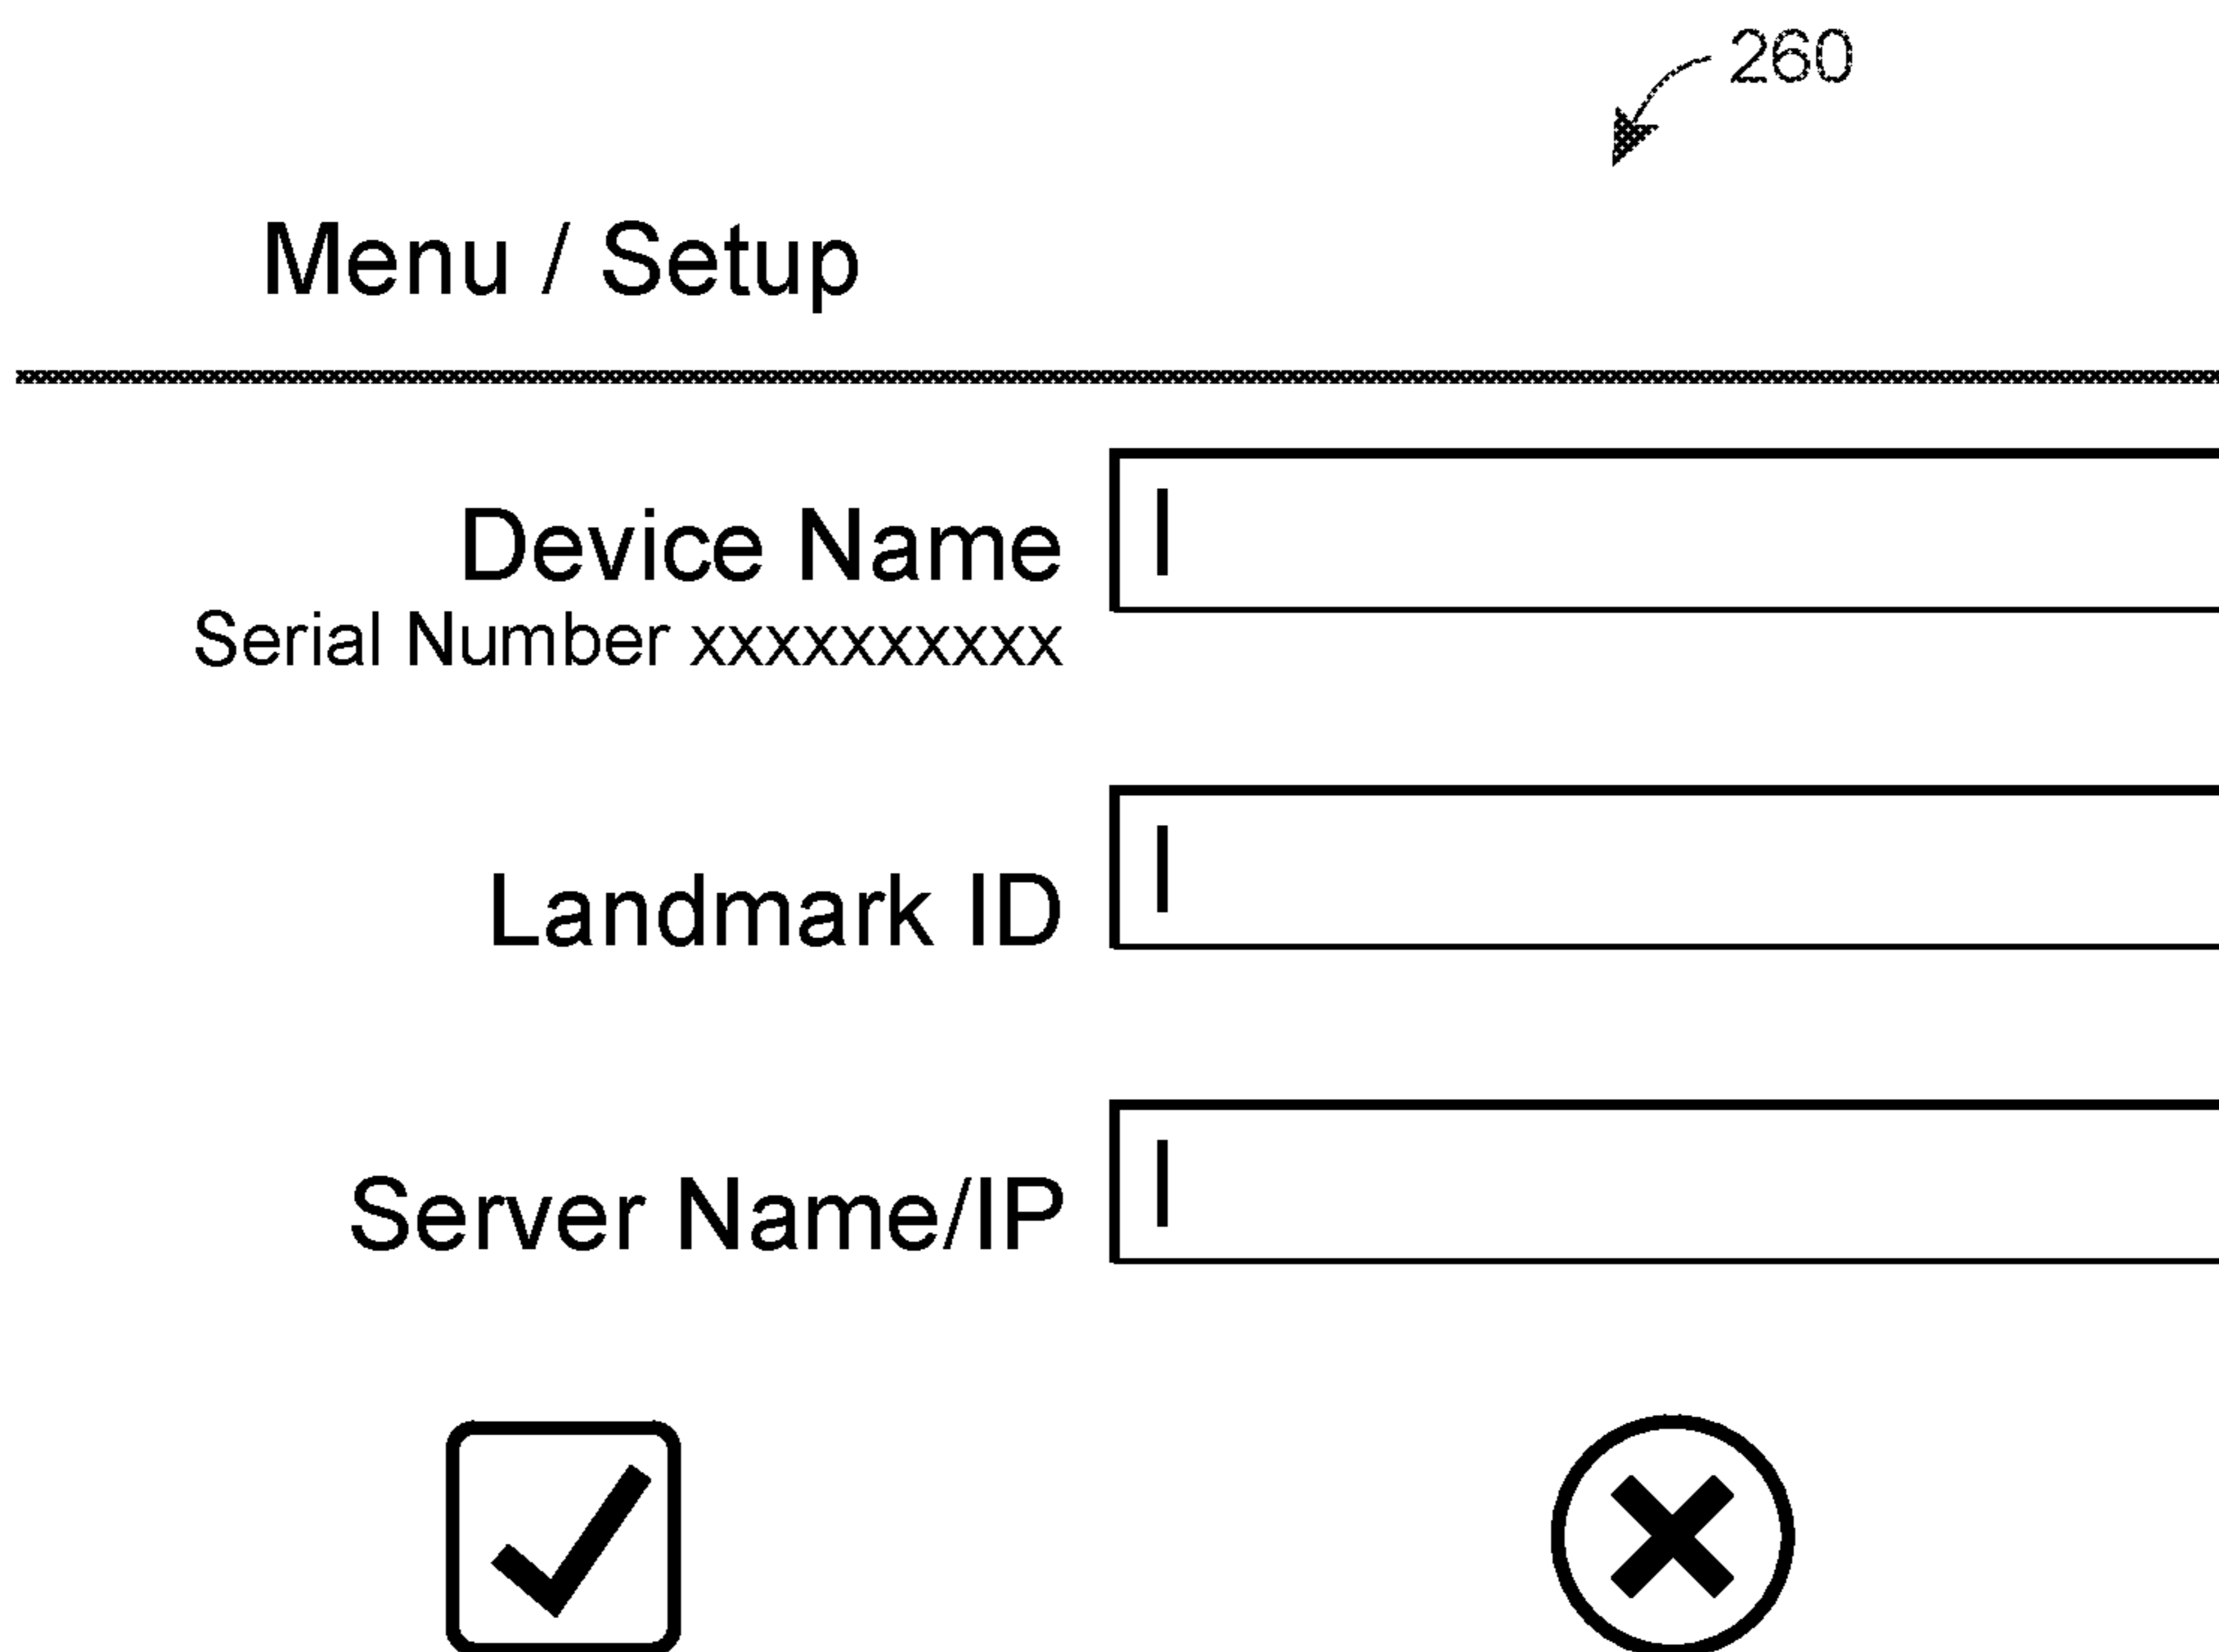 260
Menu / Setup
Device Name
Serial Number xxxxxxxxxx
Landmark ID
Server Name/IP